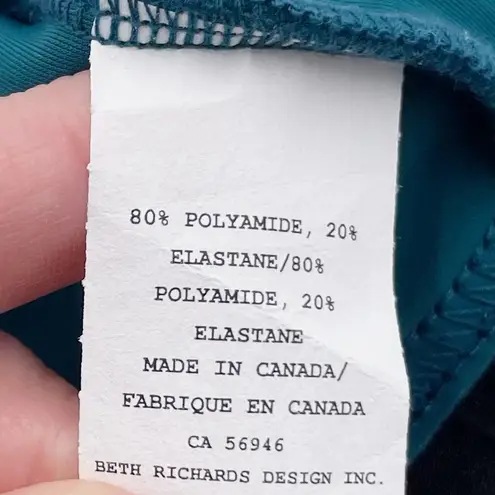 80% POLYAMIDE, 20%
ELASTANE/80%
POLYAMIDE, 20%
ELASTANE
MADE IN CANADA/
FABRIQUE EN CANADA
CA 56946
BETH RICHARDS DESIGN INC.